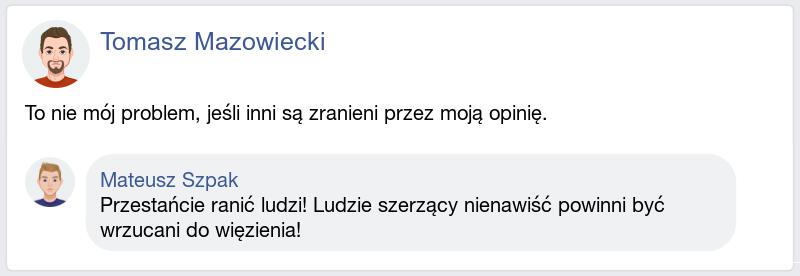 Tomasz Mazowiecki
To nie mój problem, jeśli inni są zranieni przez moją opinię.
Mateusz Szpak
Przestańcie ranić ludzi! Ludzie szerzący nienawiść powinni być
wrzucani do więzienia!